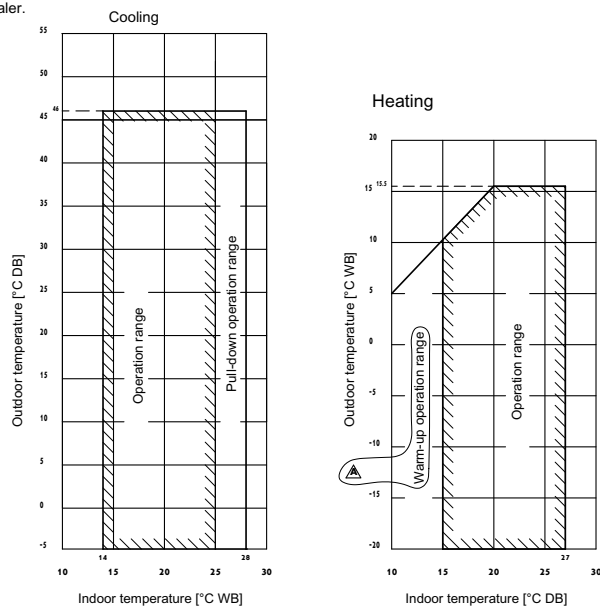 aler.
Cooling
55
50
46
45
40
35
30
25
20
15
10
5
0
-5
Outdoor temperature [°C DB]
Operation range
Pull-down operation range
14
28
10 15 20 25 30
Indoor temperature [°C WB]
Heating
20
15.5
15
10
5
0
-5
-10
-15
-20
Outdoor temperature [°C WB]
Warm-up operation range
Operation range
A
27
10 15 20 25 30
Indoor temperature [°C DB]